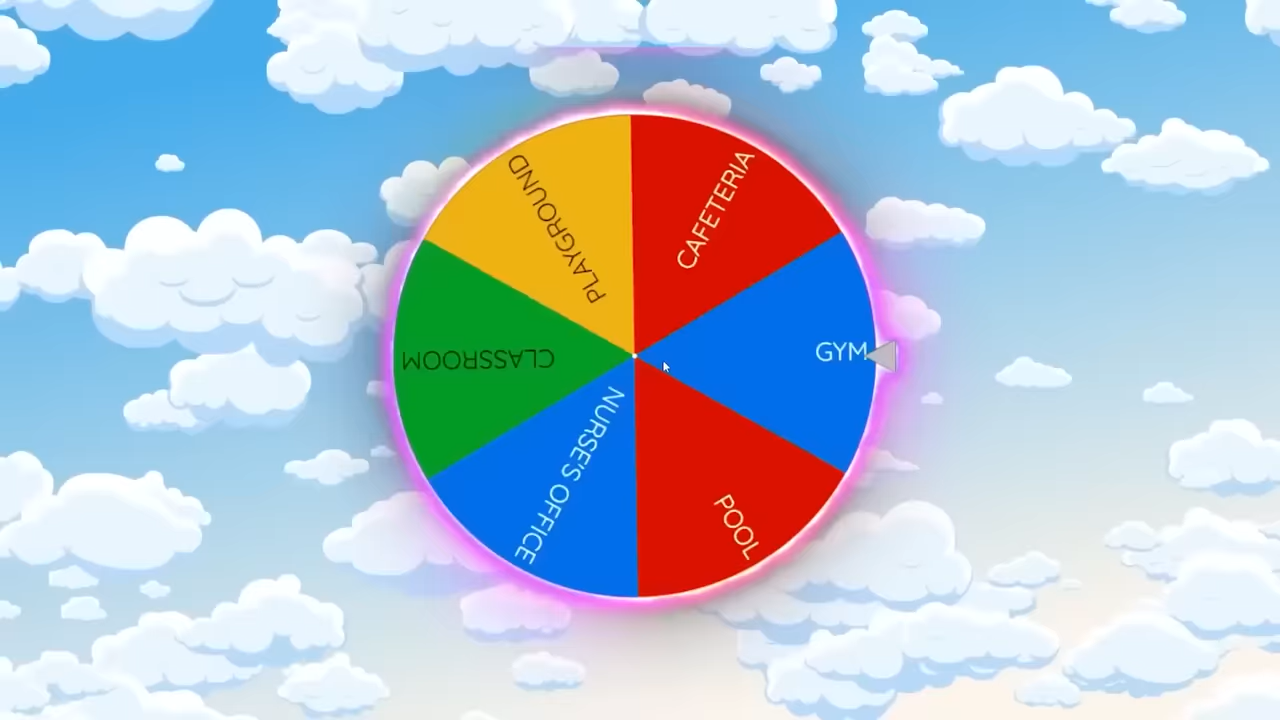 PLAYGROUND
CAFETERIA
CLASSROOM
GYM
NURSE'S OFFICE
POOL